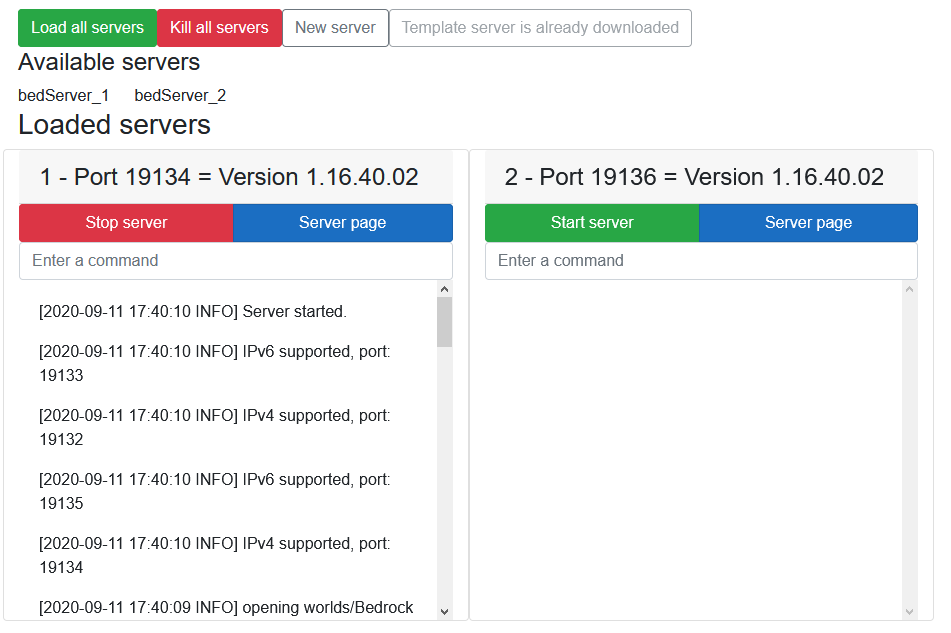 Load all servers Kill all servers New server Template server is already downloaded
Available servers
bedServer_1 bedServer_2
Loaded servers
1 - Port 19134 = Version 1.16.40.02
Stop server Server page
Enter a command
[2020-09-11 17:40:10 INFO] Server started.
[2020-09-11 17:40:10 INFO] IPv6 supported, port:
19133
[2020-09-11 17:40:10 INFO] IPv4 supported, port:
19132
[2020-09-11 17:40:10 INFO] IPv6 supported, port:
19135
[2020-09-11 17:40:10 INFO] IPv4 supported, port:
19134
[2020-09-11 17:40:09 INFO] opening worlds/Bedrock
2 - Port 19136 = Version 1.16.40.02
Start server Server page
Enter a command